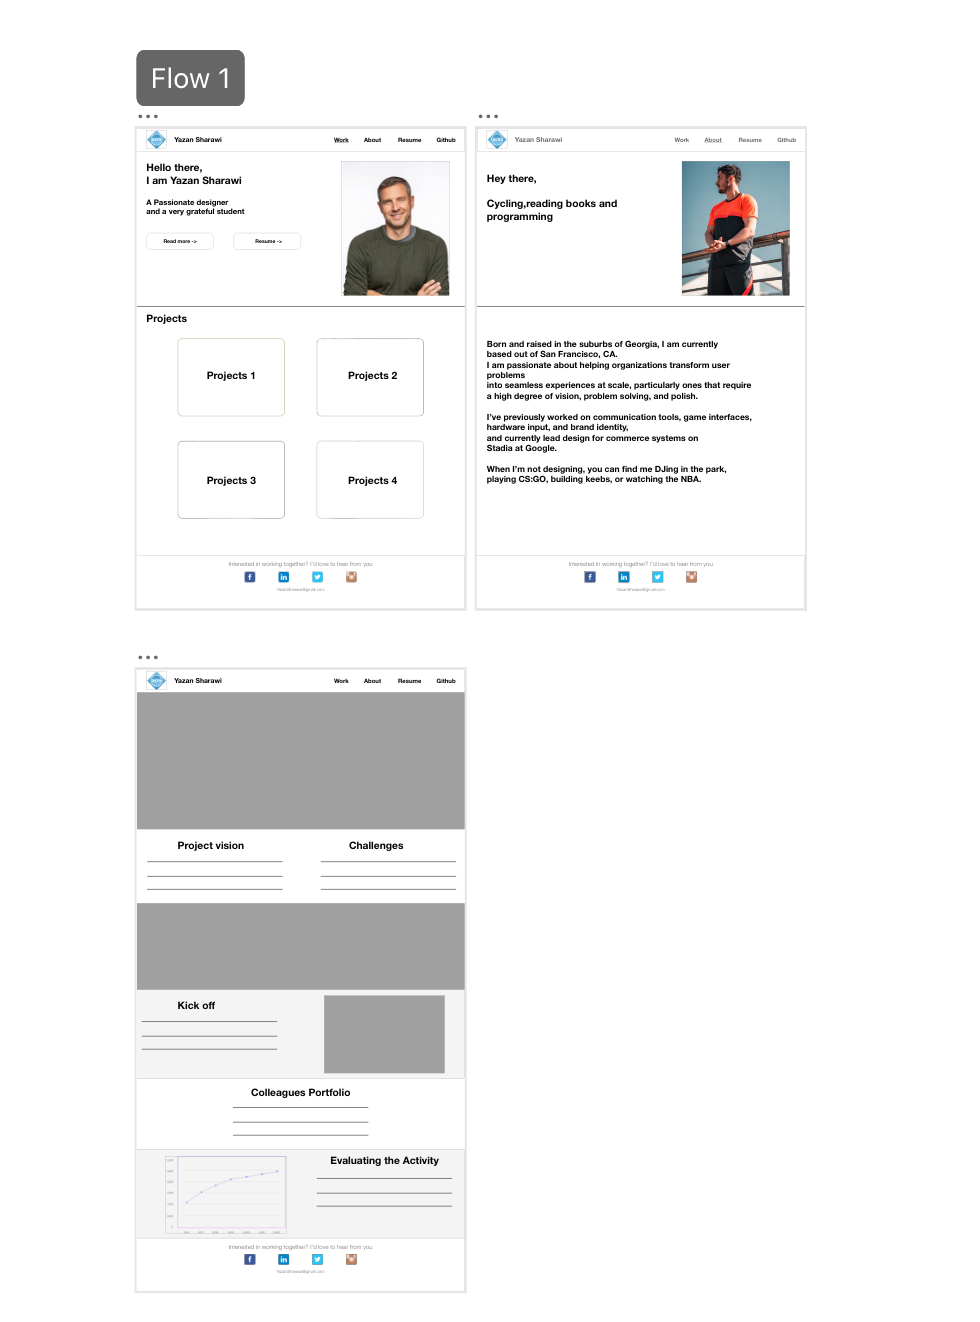 Flow 1
Yazan Sharawi
Work About Resume Github
Hello there,
I am Yazan Sharawi
A Passionate designer
and a very grateful student
Read more -> Resume ->
Projects
Projects 1 Projects 2
Projects 3 Projects 4
Interested in working together? I'd love to hear from you
Yazan Sharawi
Work About Resume Github
Hey there,
Cycling,reading books and
programming
Born and raised in the suburbs of Georgia, I am currently
based out of San Francisco, CA.
I am passionate about helping organizations transform user
problems
into seamless experiences at scale, particularly ones that require
a high degree of vision, problem solving, and polish.
I've previously worked on communication tools, game interfaces,
hardware input, and brand identity,
and currently lead design for commerce systems on
Stadia at Google.
When I'm not designing, you can find me DJing in the park,
playing CS:GO, building keebs, or watching the NBA.
Interested in working together? I'd love to hear from you
Yazan Sharawi
Work About Resume Github
Project vision Challenges
Kick off
Colleagues Portfolio
Evaluating the Activity
Interested in working together? I'd love to hear from you